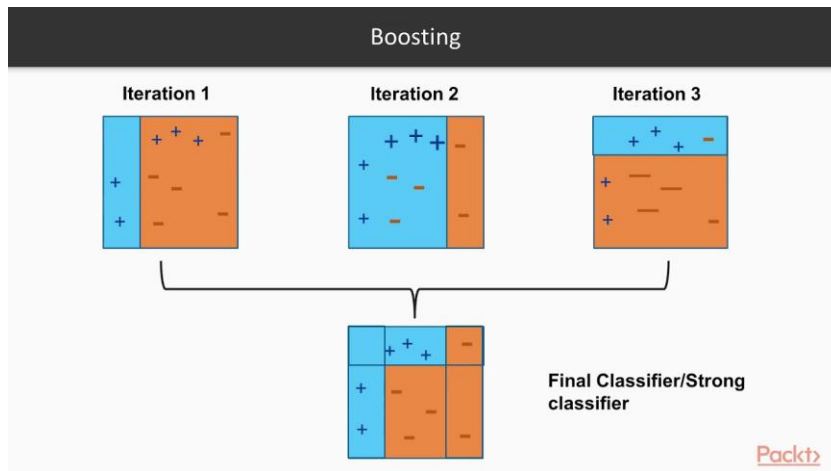 Boosting
Iteration 1
Iteration 2
Iteration 3
Final Classifier/Strong
classifier
Packt>